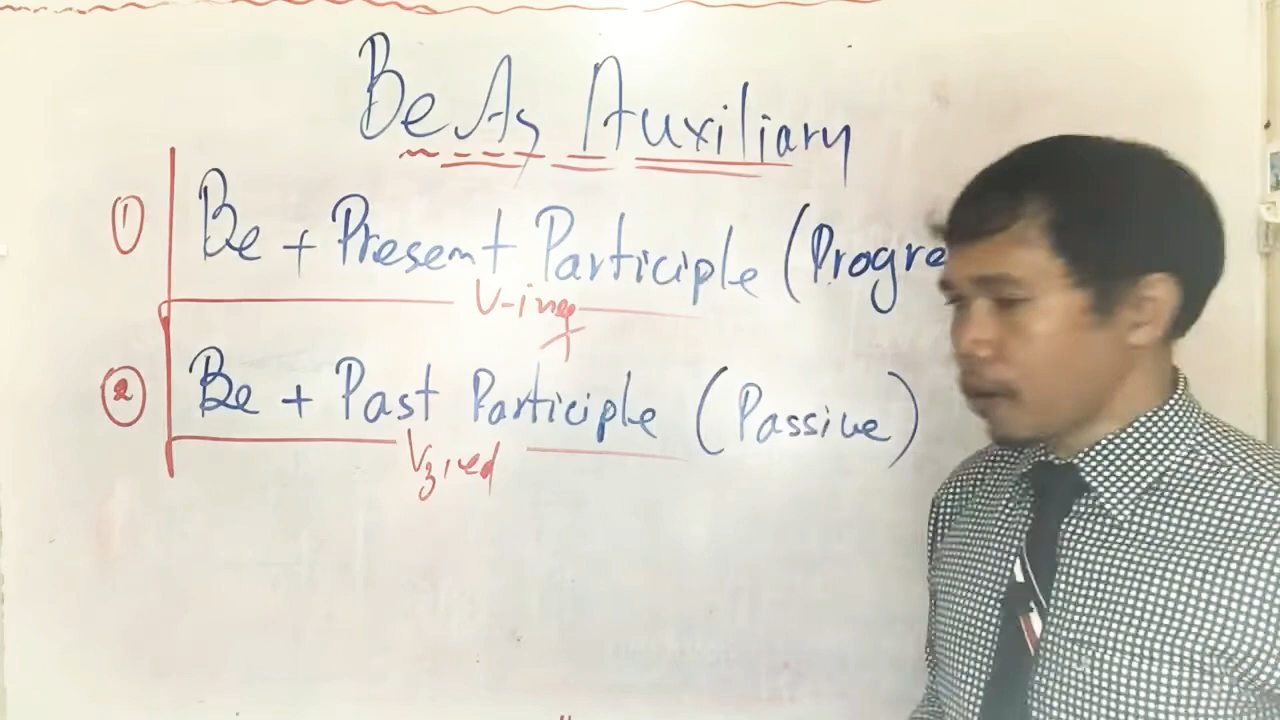 Be As Auxiliary
① Be + Present Participle (Progre
V-ing
② Be + Past Participle (Passive)
V3, ed